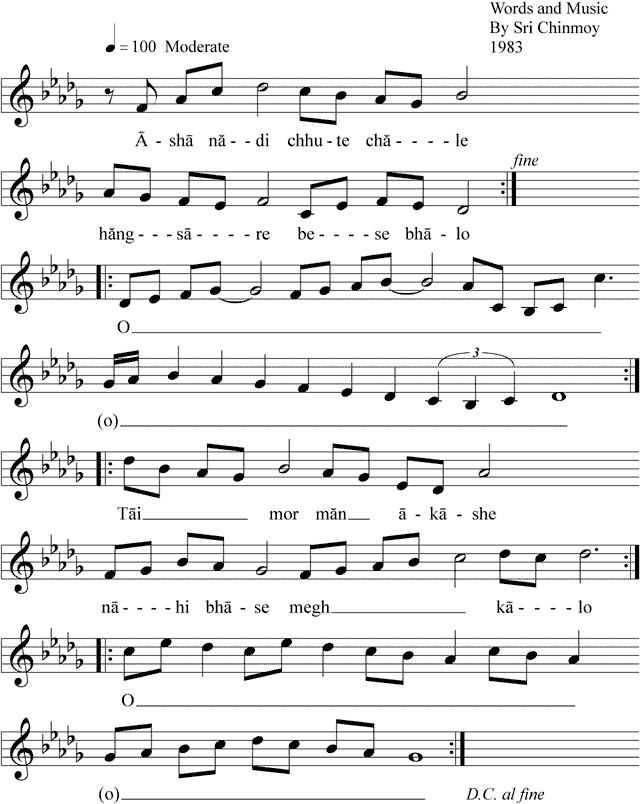 Words and Music
By Sri Chinmoy
♩ = 100 Moderate
1983
Ā - shā nă - - di chhu - te chă - - - - le
fine
hăng - - - sā - - - - re be - - - - se bhā - lo
O
3
(o)
Tāi mor măn ā - kā - she
nā - - - - hi bhā - se megh kā - - - - - lo
O
(o) D.C. al fine